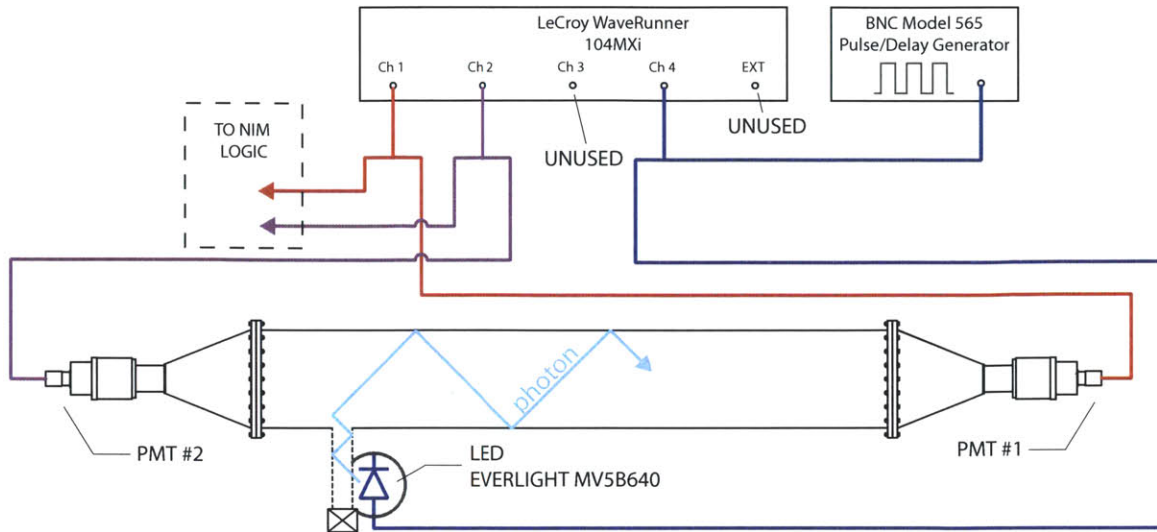 LeCroy WaveRunner
104MXi
Ch 1
Ch 2
Ch 3
Ch 4
EXT
BNC Model 565
Pulse/Delay Generator
TO NIM
LOGIC
UNUSED
UNUSED
photon
PMT #2
PMT #1
LED
EVERLIGHT MV5B640